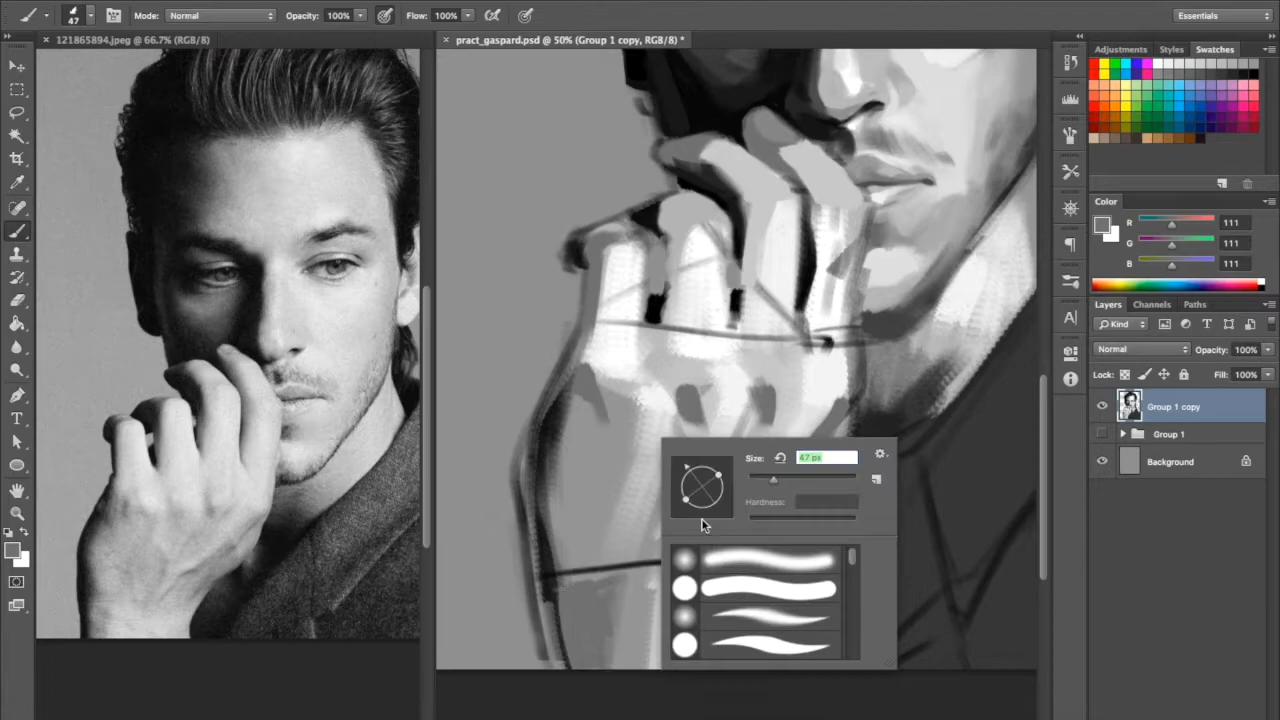 47
Mode: Normal
Opacity: 100%
Flow: 100%
Essentials
121865894.jpeg @ 66.7% (RGB/8)
pract_gaspard.psd @ 50% (Group 1 copy, RGB/8) *
Adjustments Styles Swatches
Color
R 111
G 111
B 111
Layers Channels Paths
Kind
Normal Opacity: 100%
Lock: Fill: 100%
Group 1 copy
Group 1
Background
Size: 47 px
Hardness: